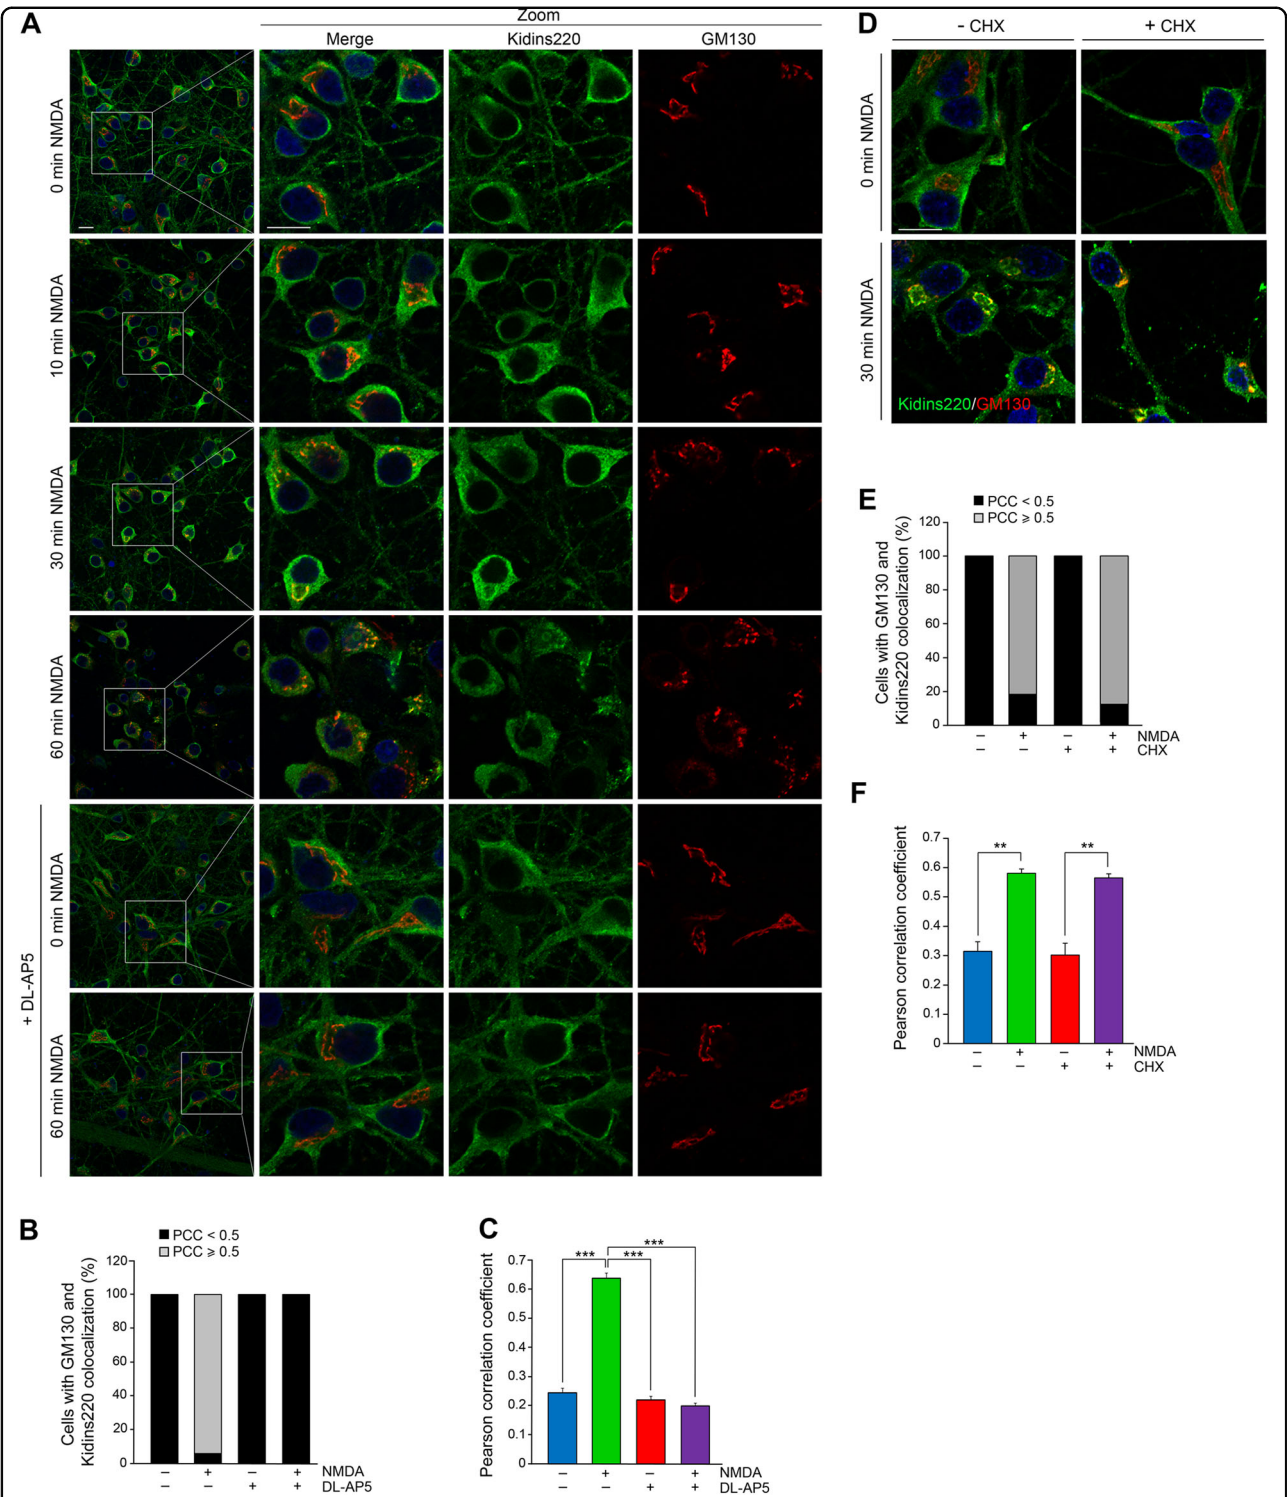 A
Zoom
Merge
Kidins220
GM130
0 min NMDA
10 min NMDA
30 min NMDA
60 min NMDA
+ DL-AP5
0 min NMDA
60 min NMDA
B
PCC < 0.5
PCC ⩾ 0.5
Cells with GM130 and
Kidins220 colocalization (%)
120
100
80
60
40
20
0
– + – + NMDA
– – + + DL-AP5
C
Pearson correlation coefficient
0.7
0.6
0.5
0.4
0.3
0.2
0.1
0
***
*** ***
– + – + NMDA
– – + + DL-AP5
D
- CHX
+ CHX
0 min NMDA
30 min NMDA
Kidins220/GM130
E
PCC < 0.5
PCC ⩾ 0.5
Cells with GM130 and
Kidins220 colocalization (%)
120
100
80
60
40
20
0
– + – + NMDA
– – + + CHX
F
Pearson correlation coefficient
0.7
0.6
0.5
0.4
0.3
0.2
0.1
0
** **
– + – + NMDA
– – + + CHX